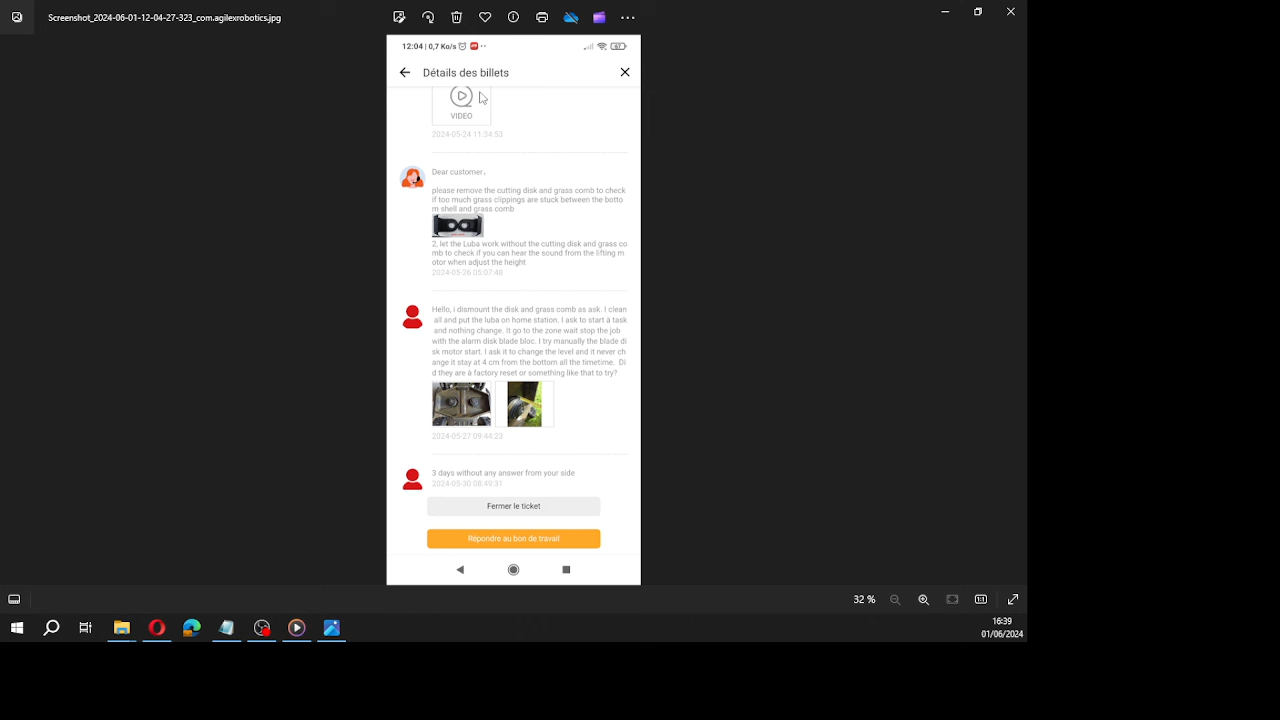 Screenshot_2024-06-01-12-04-27-323_com.agilexrobotics.jpg
12:04 | 0,7 Ko/s
67
Détails des billets
VIDEO
2024-05-24 11:34:53
Dear customer,
please remove the cutting disk and grass comb to check
if too much grass clippings are stuck between the botto
m shell and grass comb
2, let the Luba work without the cutting disk and grass co
mb to check if you can hear the sound from the lifting m
otor when adjust the height
2024-05-26 05:07:48
Hello, i dismount the disk and grass comb as ask. I clean
all and put the luba on home station. I ask to start à task
and nothing change. It go to the zone wait stop the job
with the alarm disk blade bloc. I try manually the blade di
sk motor start. I ask it to change the level and it never ch
ange it stay at 4 cm from the bottom all the timetime. Di
d they are à factory reset or something like that to try?
2024-05-27 09:44:23
3 days without any answer from your side
2024-05-30 08:49:31
Fermer le ticket
Répondre au bon de travail
32 %
1:1
16:39
01/06/2024